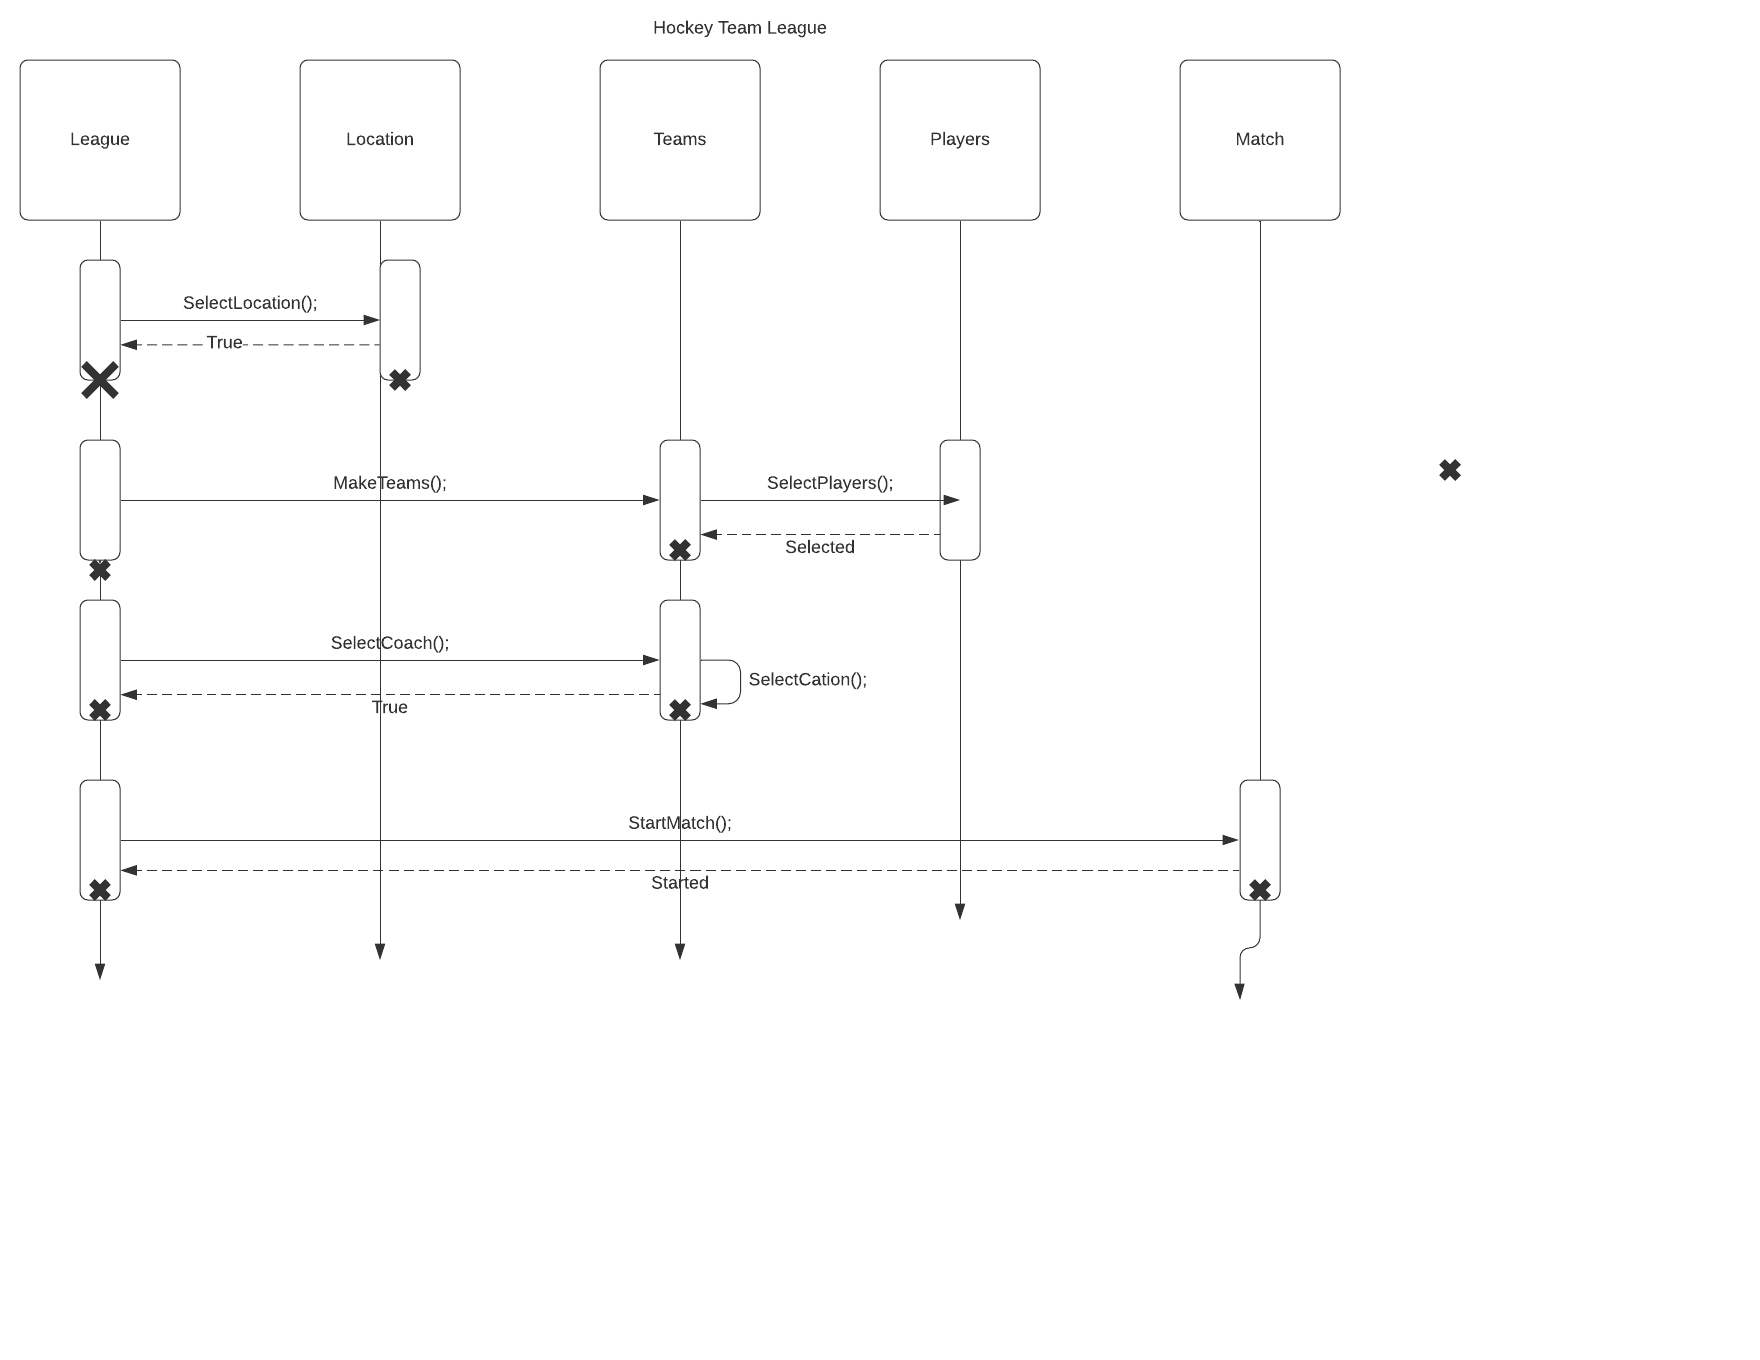 Hockey Team League
League
Location
Teams
Players
Match
SelectLocation();
True
MakeTeams();
SelectPlayers();
Selected
SelectCoach();
SelectCation();
True
StartMatch();
Started